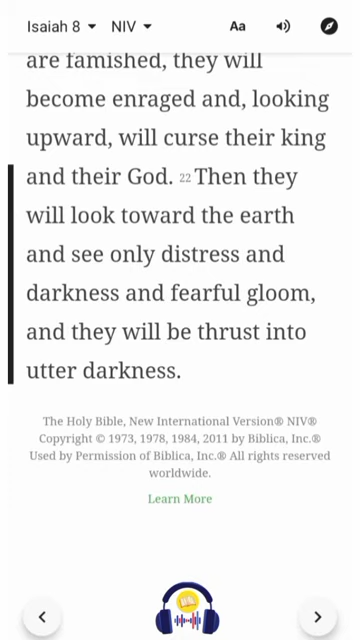 Isaiah 8 NIV Aa
are famished, they will
become enraged and, looking
upward, will curse their king
and their God. 22 Then they
will look toward the earth
and see only distress and
darkness and fearful gloom,
and they will be thrust into
utter darkness.
The Holy Bible, New International Version® NIV®
Copyright © 1973, 1978, 1984, 2011 by Biblica, Inc.®
Used by Permission of Biblica, Inc.® All rights reserved
worldwide.
Learn More